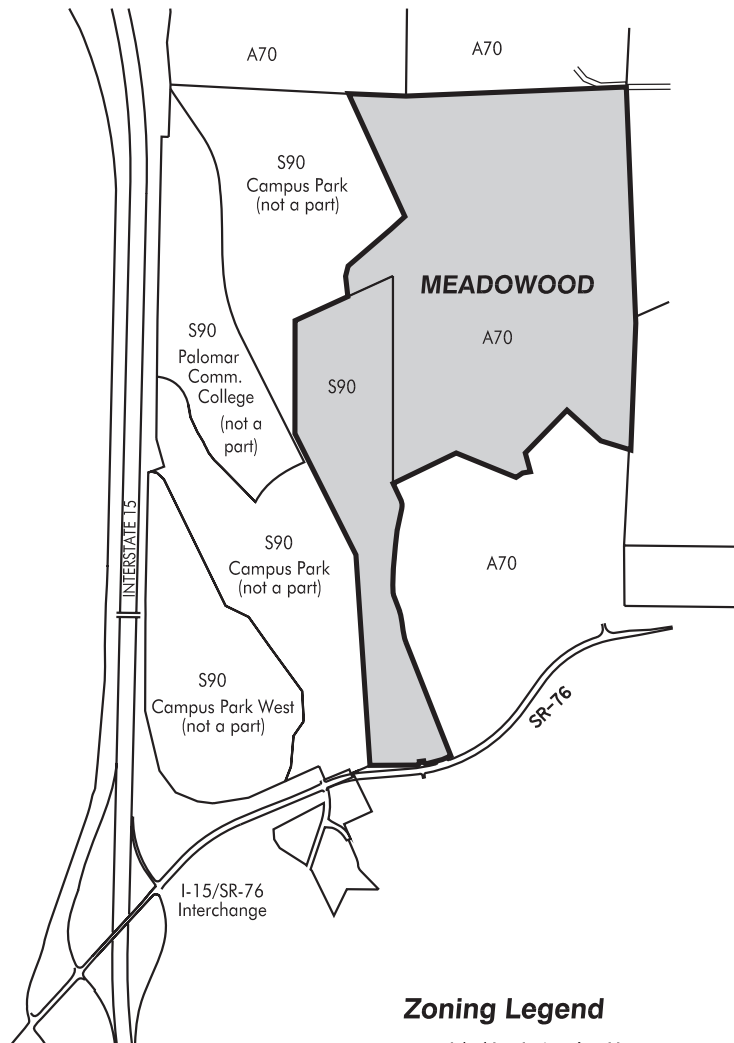 A70
A70
S90
Campus Park
(not a part)
MEADOWOOD
A70
S90
Palomar
Comm.
College
(not a
part)
S90
INTERSTATE 15
S90
Campus Park
(not a part)
A70
S90
Campus Park West
(not a part)
SR-76
I-15/SR-76
Interchange
Zoning Legend